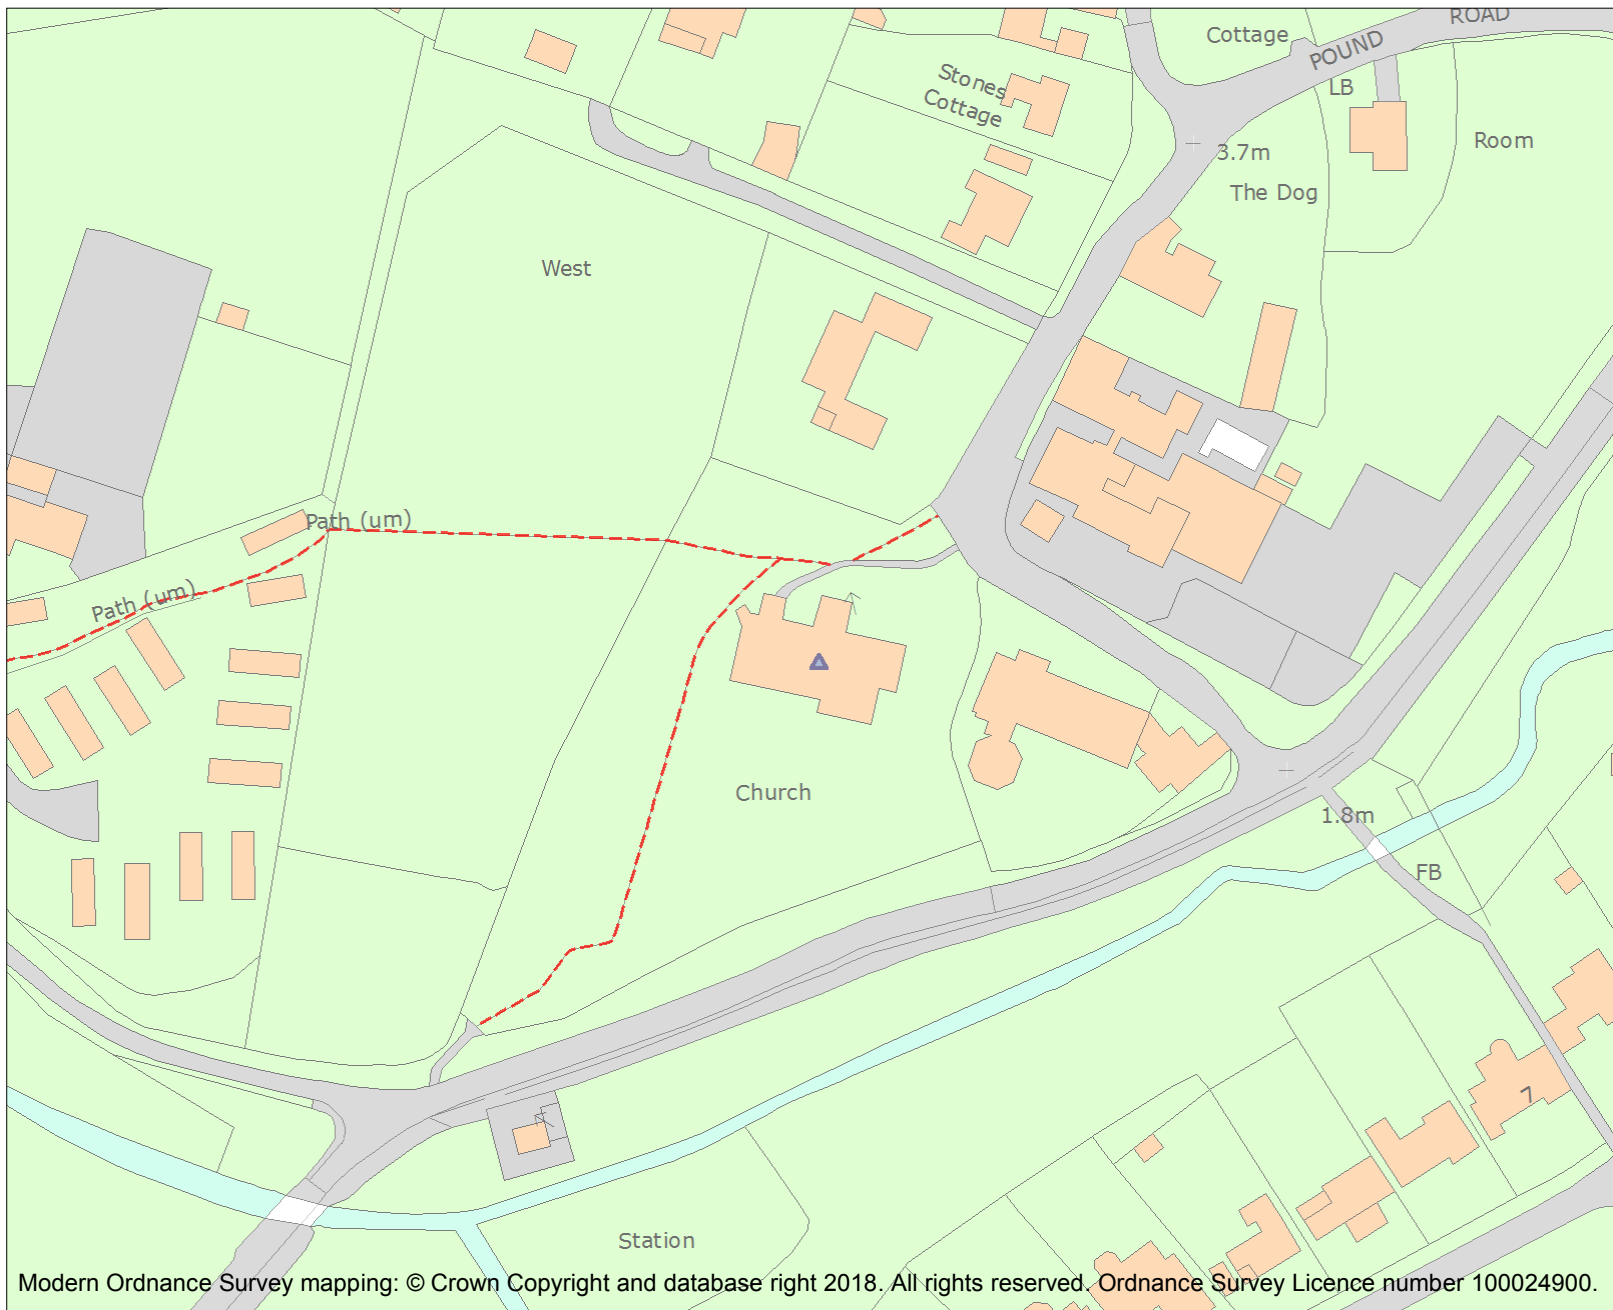 ROAD
Cottage
POUND
Stones
Cottage
LB
Room
3.7m
The Dog
West
Path (um)
Path (um)
Church
1.8m
FB
7
Station
Modern Ordnance Survey mapping: © Crown Copyright and database right 2018. All rights reserved. Ordnance Survey Licence number 100024900.